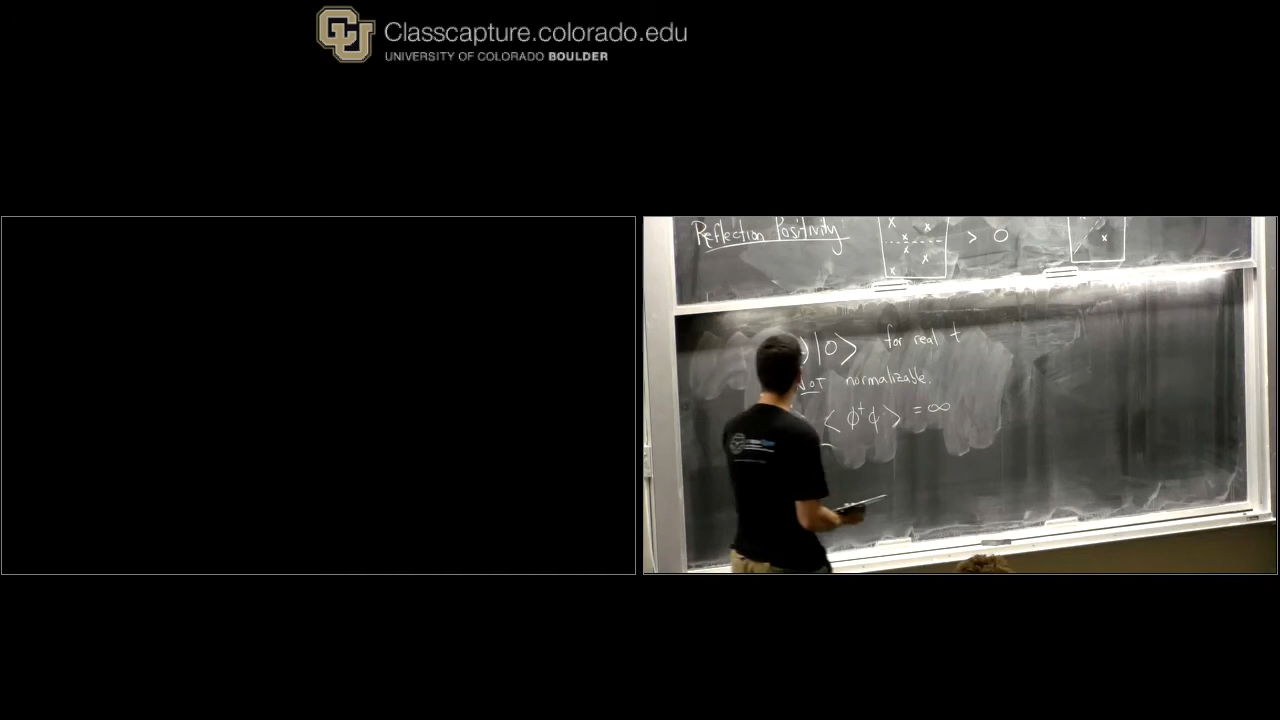 Classcapture.colorado.edu
UNIVERSITY OF COLORADO BOULDER
Reflection Positivity > 0
)|0⟩ for real t
NOT normalizable.
< ϕ†ϕ > = ∞